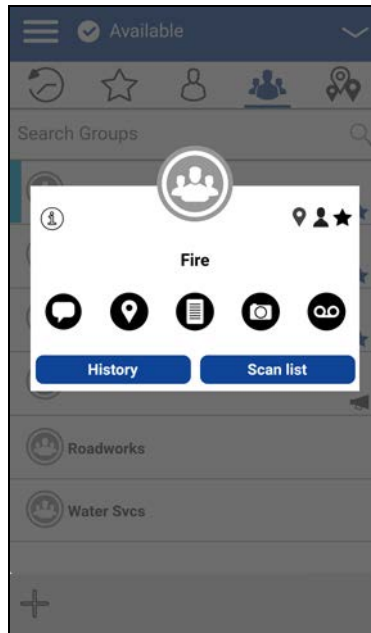 Available
Search Groups
Fire
History
Scan list
Roadworks
Water Svcs